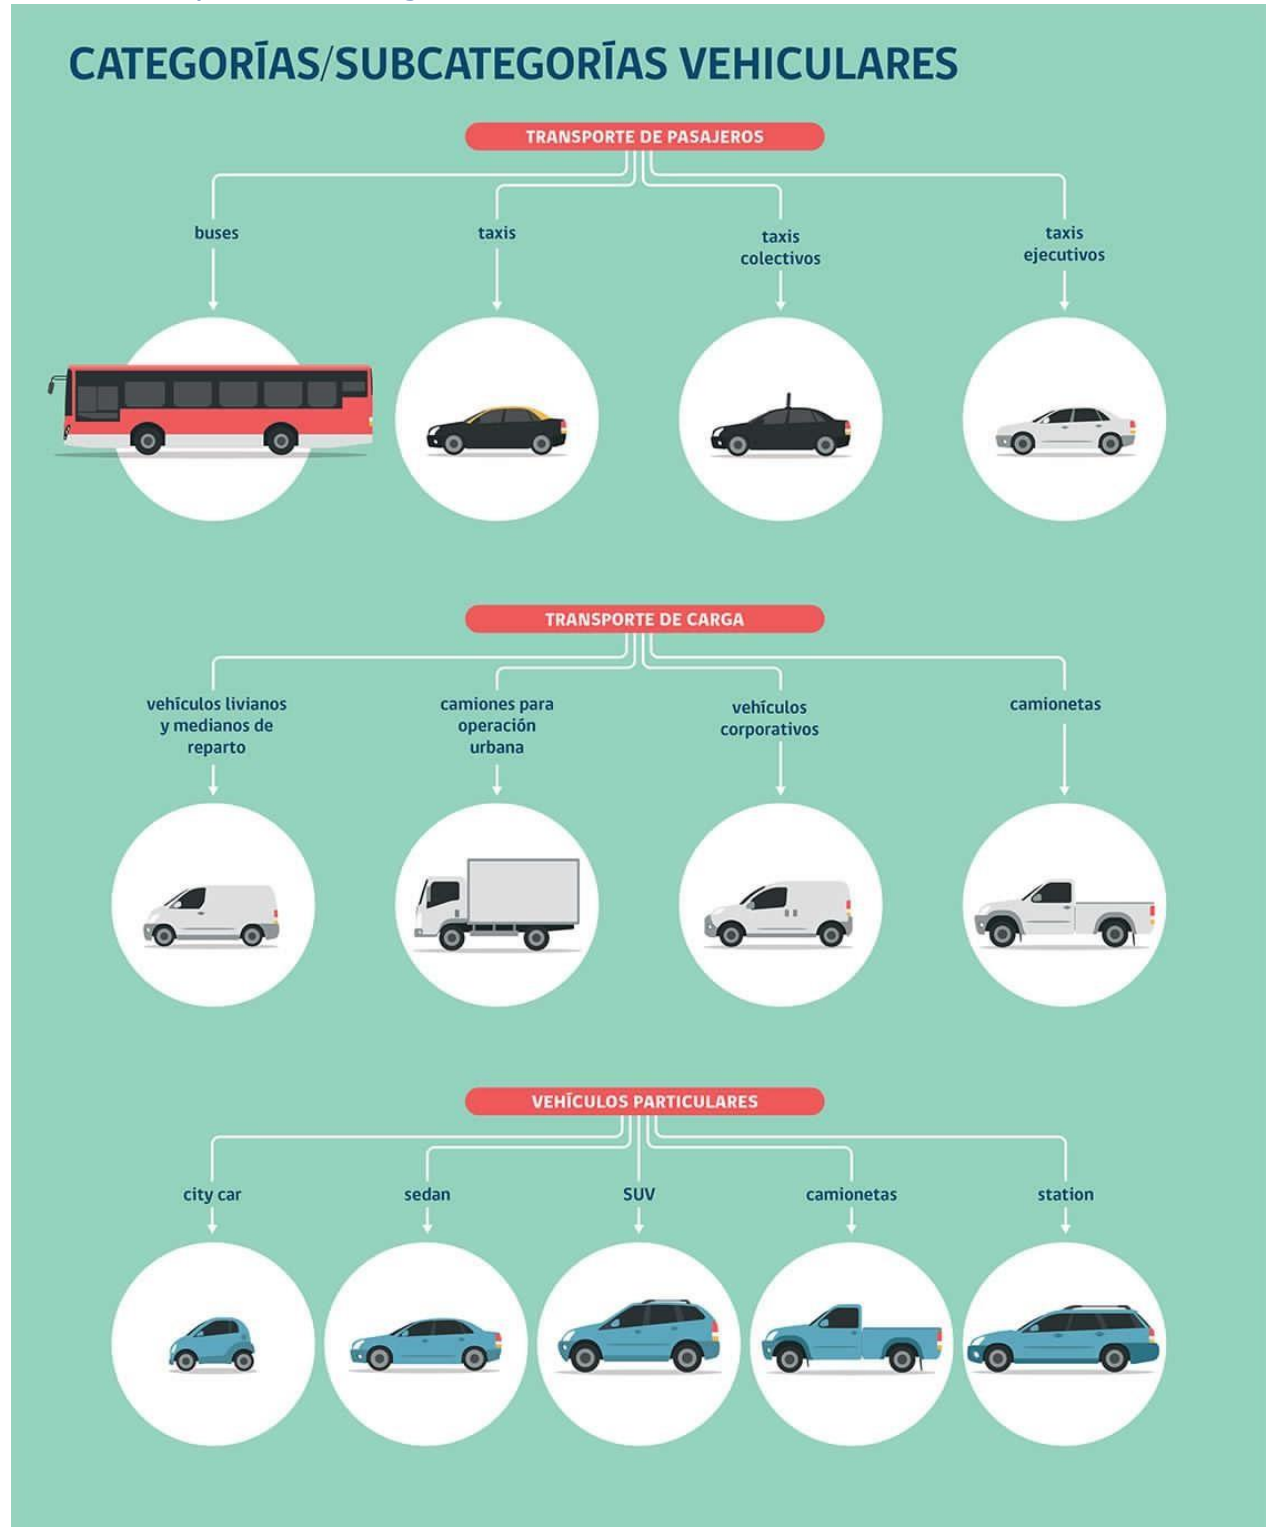 CATEGORÍAS/SUBCATEGORÍAS VEHICULARES
TRANSPORTE DE PASAJEROS
buses
taxis
taxis
colectivos
taxis
ejecutivos
TRANSPORTE DE CARGA
vehículos livianos
y medianos de
reparto
camiones para
operación
urbana
vehículos
corporativos
camionetas
VEHÍCULOS PARTICULARES
city car
sedan
SUV
camionetas
station